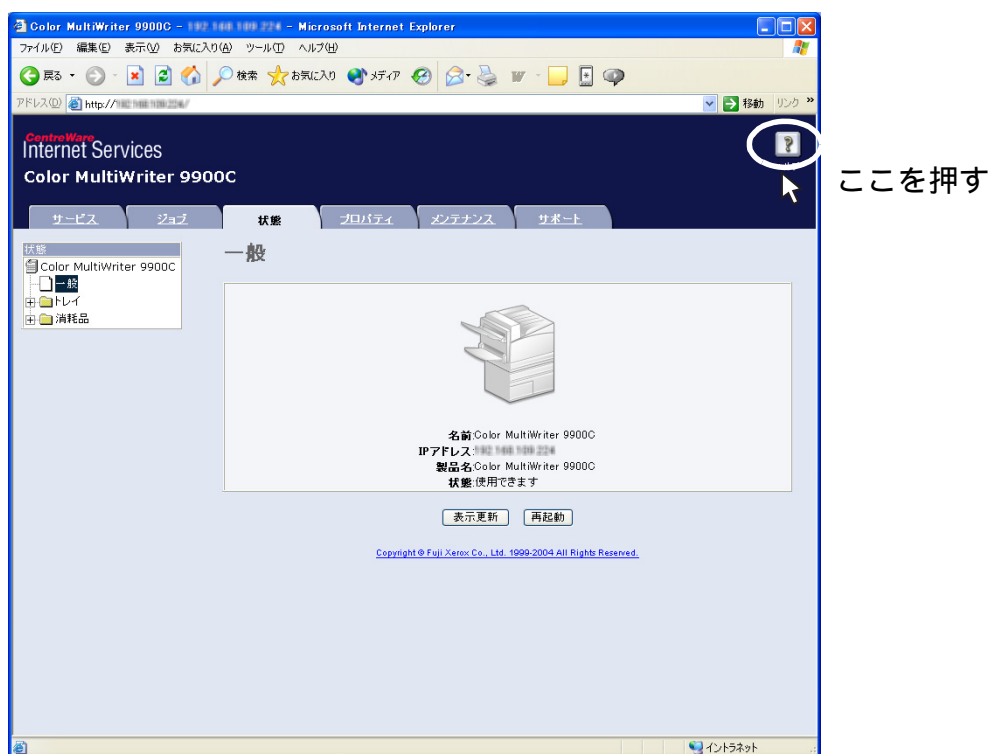 Color MultiWriter 9900C - 192.168.109.224 - Microsoft Internet Explorer
ファイル(F) 編集(E) 表示(V) お気に入り(A) ツール(T) ヘルプ(H)
戻る 検索 お気に入り メディア
アドレス(D) http:// 移動 リンク »
CentreWare
Internet Services
Color MultiWriter 9900C
ここを押す
サービス ジョブ 状態 プロパティ メンテナンス サポート
状態
Color MultiWriter 9900C
一般
トレイ
消耗品
一般
名前:Color MultiWriter 9900C
IPアドレス:
製品名:Color MultiWriter 9900C
状態:使用できます
表示更新 再起動
Copyright © Fuji Xerox Co., Ltd. 1999-2004 All Rights Reserved.
イントラネット